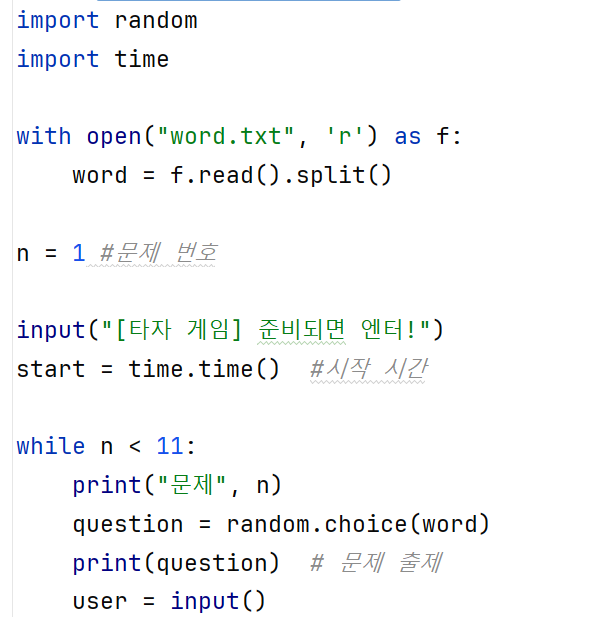 import random
import time
with open("word.txt", 'r') as f:
    word = f.read().split()
n = 1 #문제 번호
input("[타자 게임] 준비되면 엔터!")
start = time.time()  #시작 시간
while n < 11:
    print("문제", n)
    question = random.choice(word)
    print(question)  # 문제 출제
    user = input()